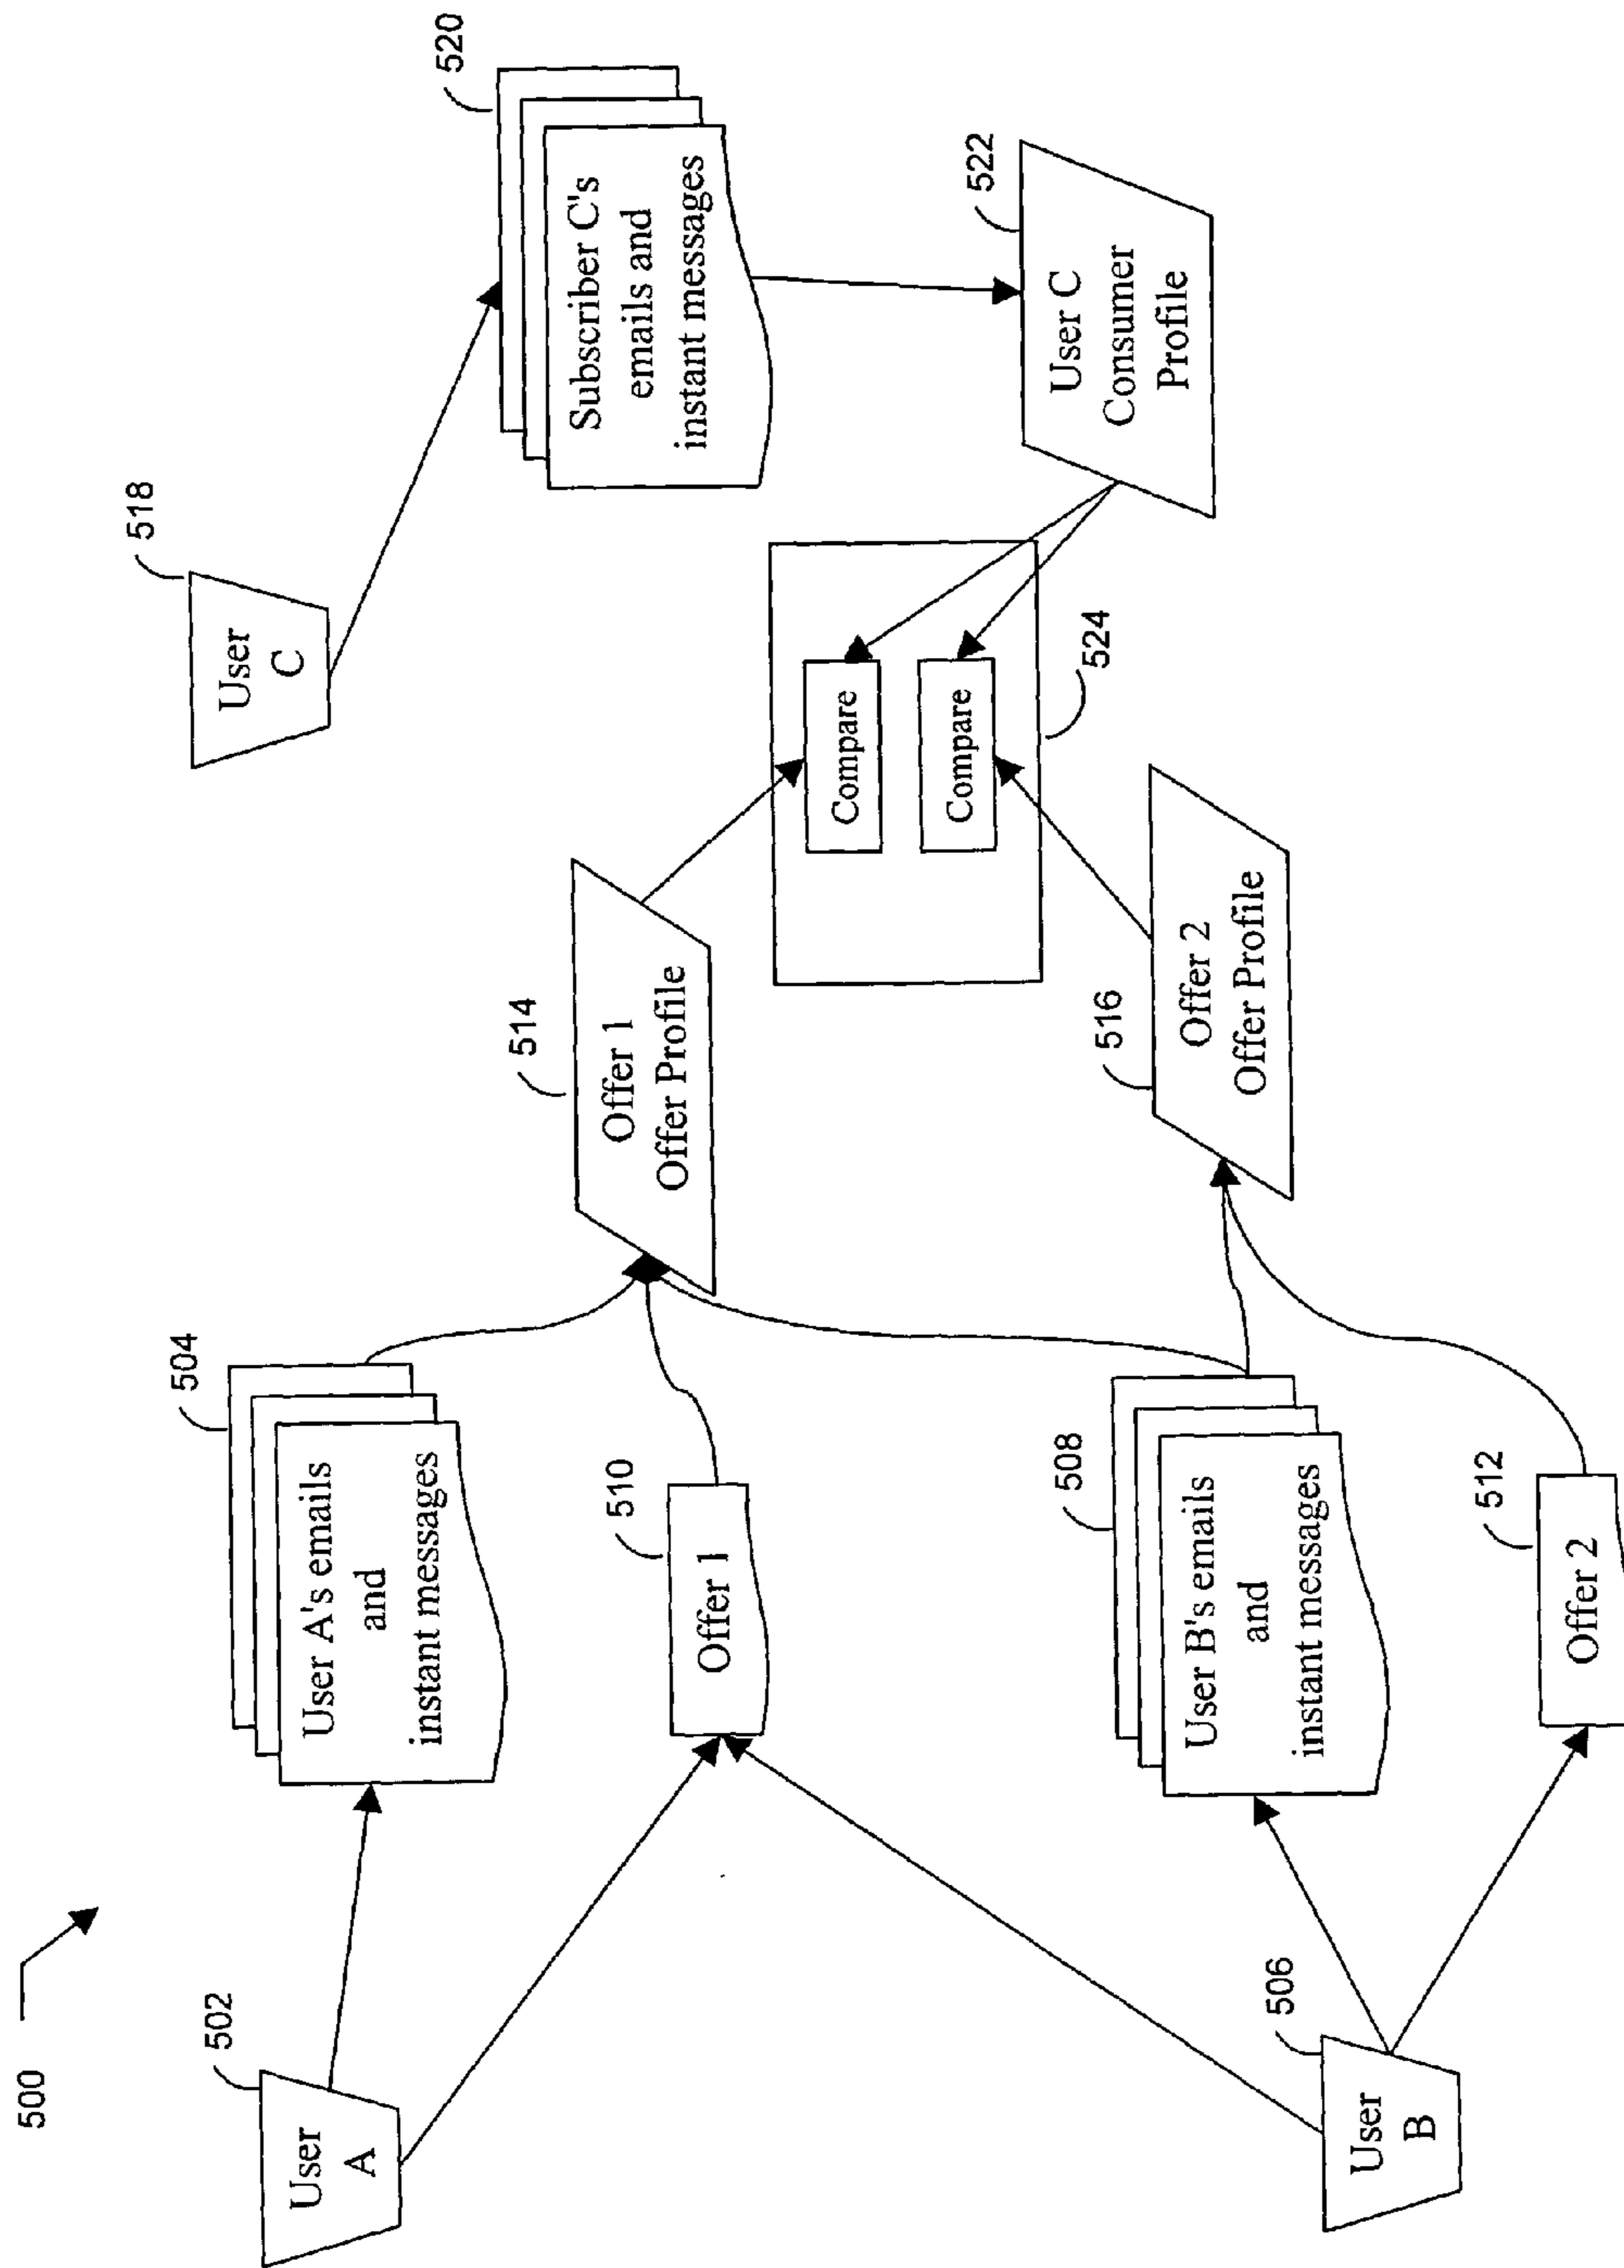 500
502
User
A
504
User A's emails
and
instant messages
510
Offer 1
506
User
B
508
User B's emails
and
instant messages
512
Offer 2
514
Offer 1
Offer Profile
516
Offer 2
Offer Profile
518
User
C
520
Subscriber C's
emails and
instant messages
522
User C
Consumer
Profile
Compare
Compare
524